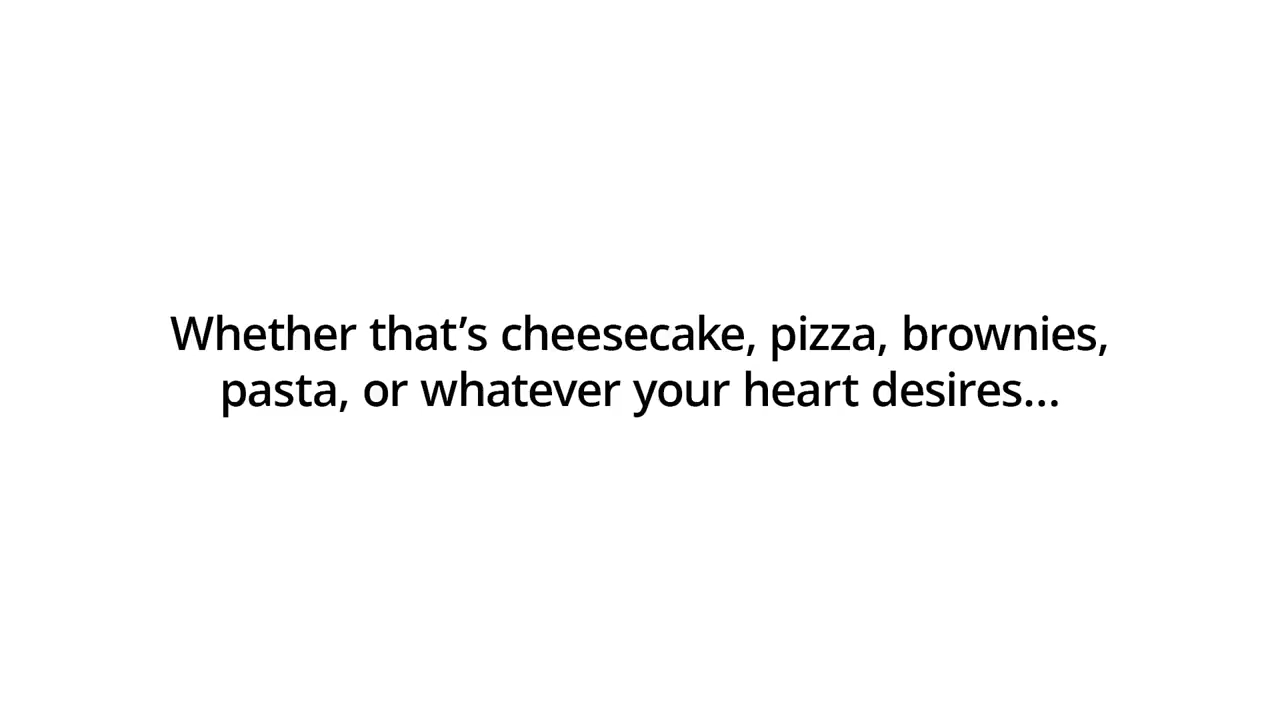 Whether that’s cheesecake, pizza, brownies,
pasta, or whatever your heart desires...